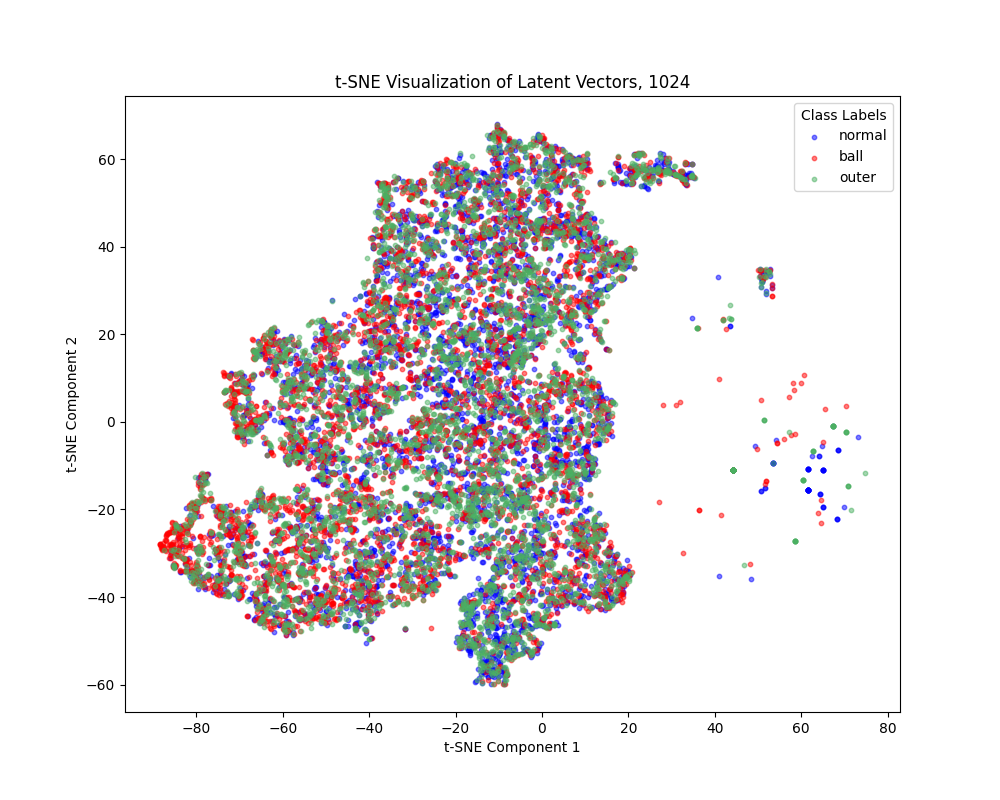 t-SNE Visualization of Latent Vectors, 1024
Class Labels
normal
ball
outer
60
40
20
0
−20
−40
−60
t-SNE Component 2
−80
−60
−40
−20
0
20
40
60
80
t-SNE Component 1